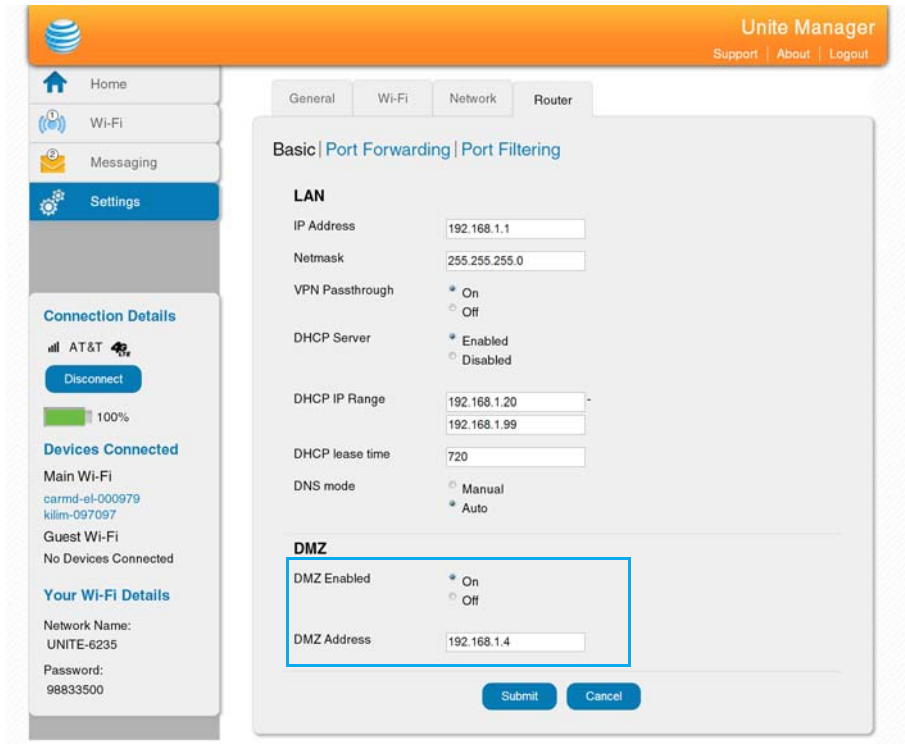 Unite Manager
Support | About | Logout
Home
1
Wi-Fi
2
Messaging
Settings
Connection Details
AT&T 4G LTE
Disconnect
100%
Devices Connected
Main Wi-Fi
carmd-el-000979
kilim-097097
Guest Wi-Fi
No Devices Connected
Your Wi-Fi Details
Network Name:
UNITE-6235
Password:
98833500
General Wi-Fi Network Router
Basic | Port Forwarding | Port Filtering
LAN
IP Address 192.168.1.1
Netmask 255.255.255.0
VPN Passthrough On
Off
DHCP Server Enabled
Disabled
DHCP IP Range 192.168.1.20 -
192.168.1.99
DHCP lease time 720
DNS mode Manual
Auto
DMZ
DMZ Enabled On
Off
DMZ Address 192.168.1.4
Submit Cancel